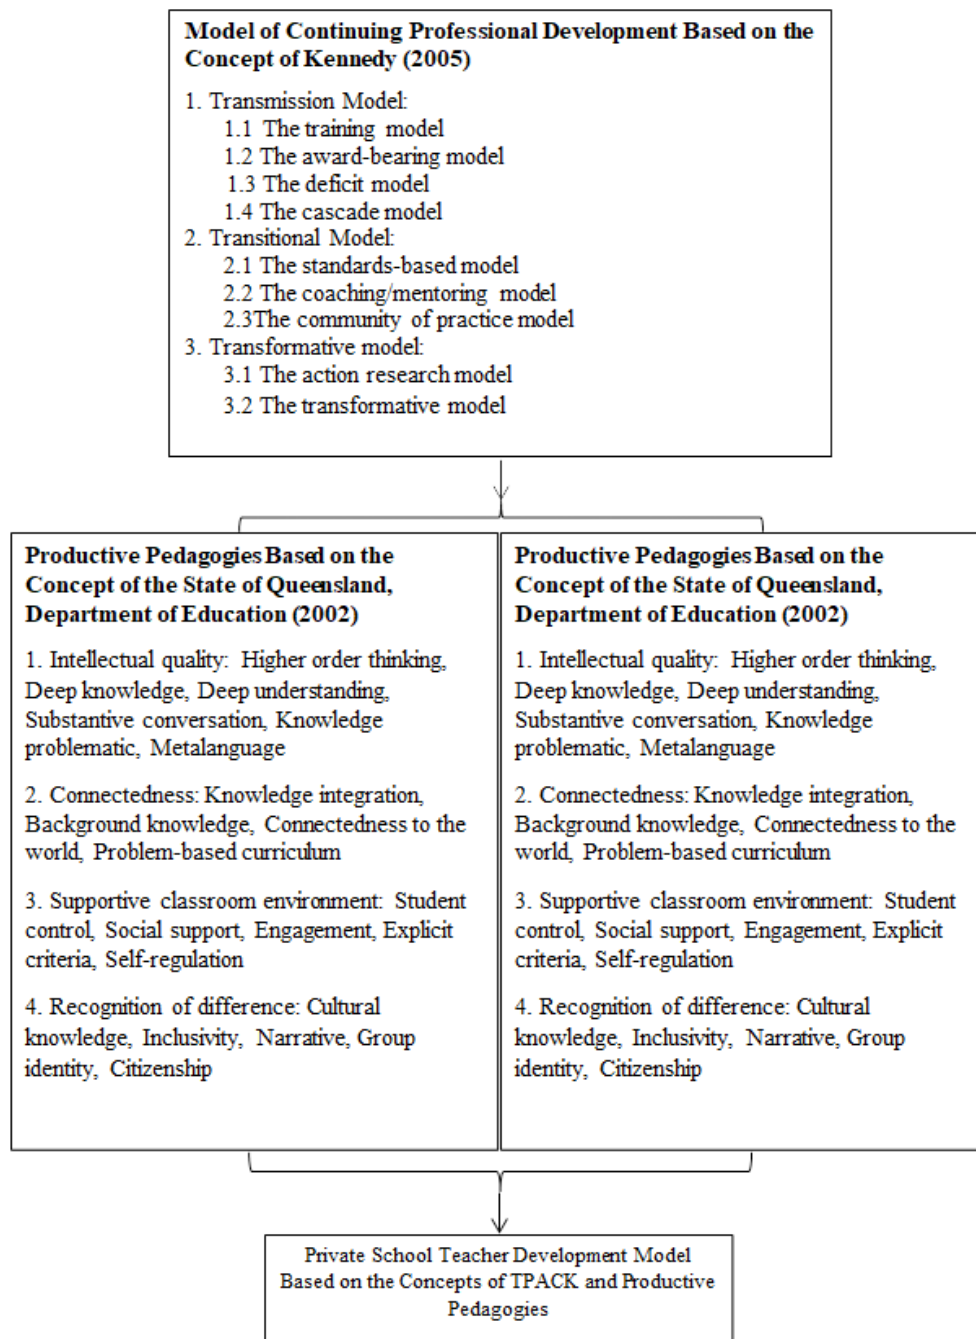 Model of Continuing Professional Development Based on the
Concept of Kennedy (2005)
1. Transmission Model:
1.1 The training model
1.2 The award-bearing model
1.3 The deficit model
1.4 The cascade model
2. Transitional Model:
2.1 The standards-based model
2.2 The coaching/mentoring model
2.3The community of practice model
3. Transformative model:
3.1 The action research model
3.2 The transformative model
Productive Pedagogies Based on the
Concept of the State of Queensland,
Department of Education (2002)
1. Intellectual quality: Higher order thinking,
Deep knowledge, Deep understanding,
Substantive conversation, Knowledge
problematic, Metalanguage
2. Connectedness: Knowledge integration,
Background knowledge, Connectedness to the
world, Problem-based curriculum
3. Supportive classroom environment: Student
control, Social support, Engagement, Explicit
criteria, Self-regulation
4. Recognition of difference: Cultural
knowledge, Inclusivity, Narrative, Group
identity, Citizenship
Productive Pedagogies Based on the
Concept of the State of Queensland,
Department of Education (2002)
1. Intellectual quality: Higher order thinking,
Deep knowledge, Deep understanding,
Substantive conversation, Knowledge
problematic, Metalanguage
2. Connectedness: Knowledge integration,
Background knowledge, Connectedness to the
world, Problem-based curriculum
3. Supportive classroom environment: Student
control, Social support, Engagement, Explicit
criteria, Self-regulation
4. Recognition of difference: Cultural
knowledge, Inclusivity, Narrative, Group
identity, Citizenship
Private School Teacher Development Model
Based on the Concepts of TPACK and Productive
Pedagogies